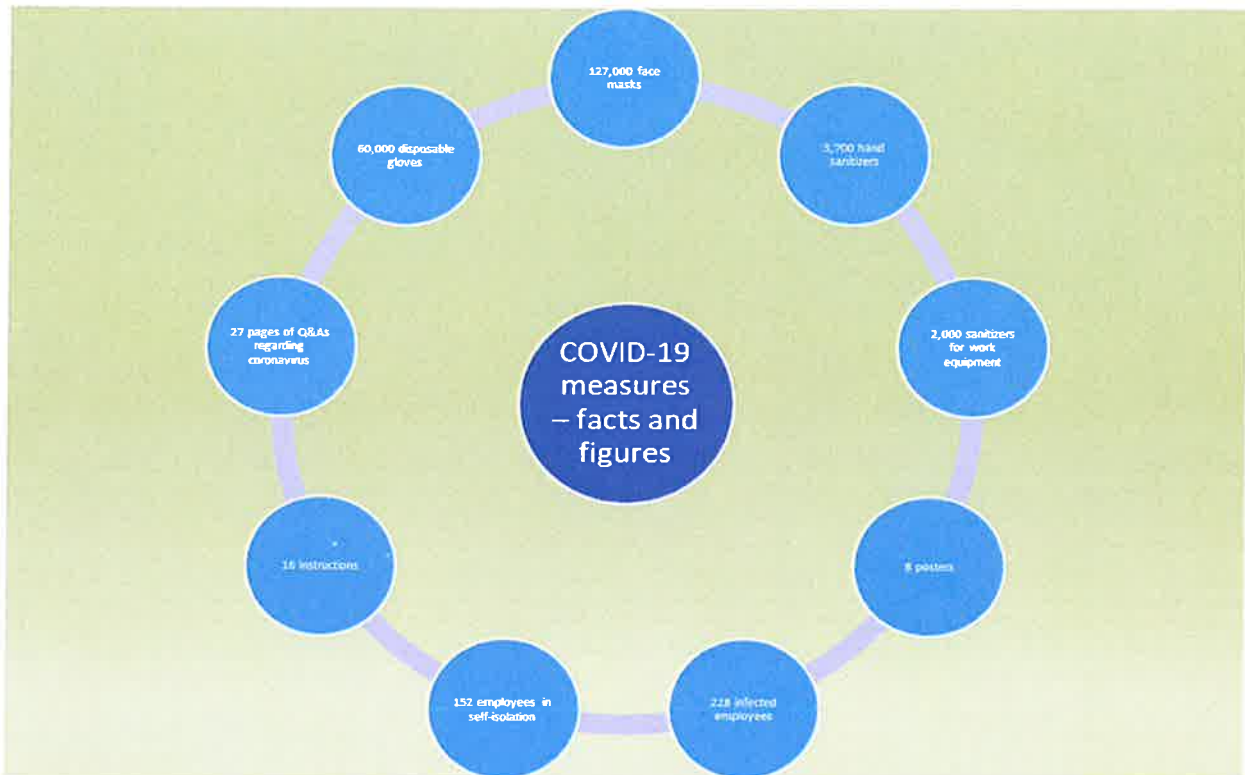 127,000 face
masks
3,700 hand
sanitizers
2,000 sanitizers
for work
equipment
8 posters
228 infected
employees
152 employees in
self-isolation
16 instructions
27 pages of Q&As
regarding
coronavirus
60,000 disposable
gloves
COVID-19
measures
– facts and
figures